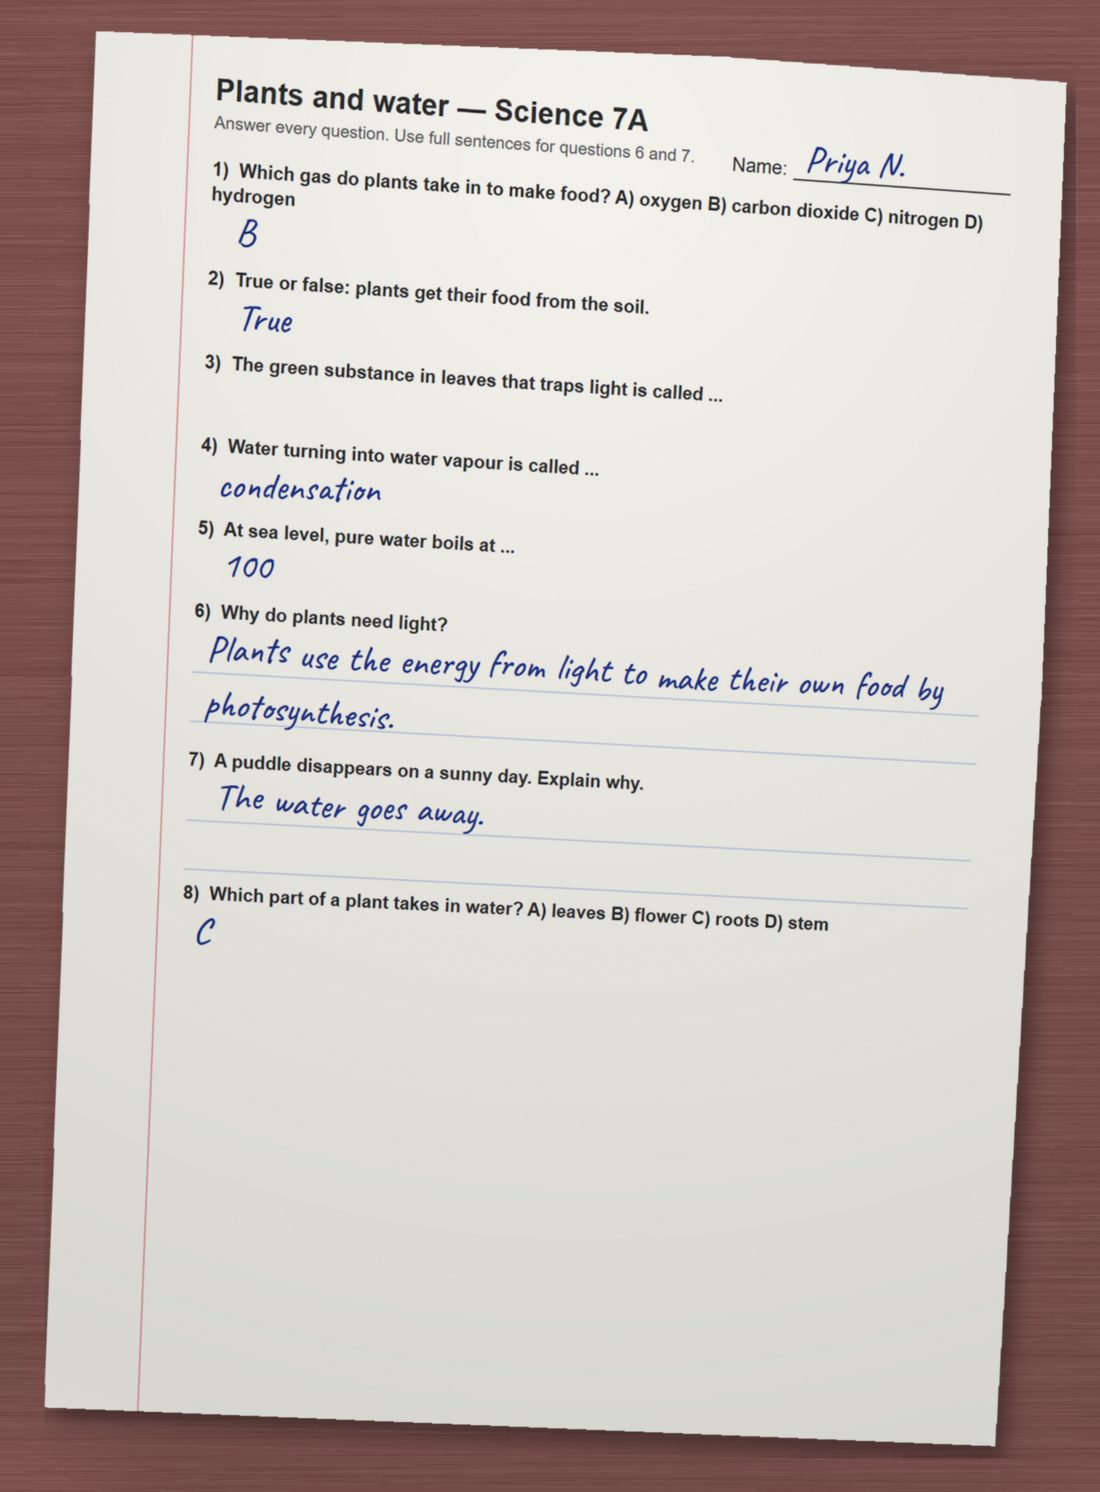 Plants and water — Science 7A
Answer every question. Use full sentences for questions 6 and 7.
Name: Priya N.
1) Which gas do plants take in to make food? A) oxygen B) carbon dioxide C) nitrogen D)
hydrogen
B
2) True or false: plants get their food from the soil.
True
3) The green substance in leaves that traps light is called ...
4) Water turning into water vapour is called ...
condensation
5) At sea level, pure water boils at ...
100
6) Why do plants need light?
Plants use the energy from light to make their own food by
photosynthesis.
7) A puddle disappears on a sunny day. Explain why.
The water goes away.
8) Which part of a plant takes in water? A) leaves B) flower C) roots D) stem
C